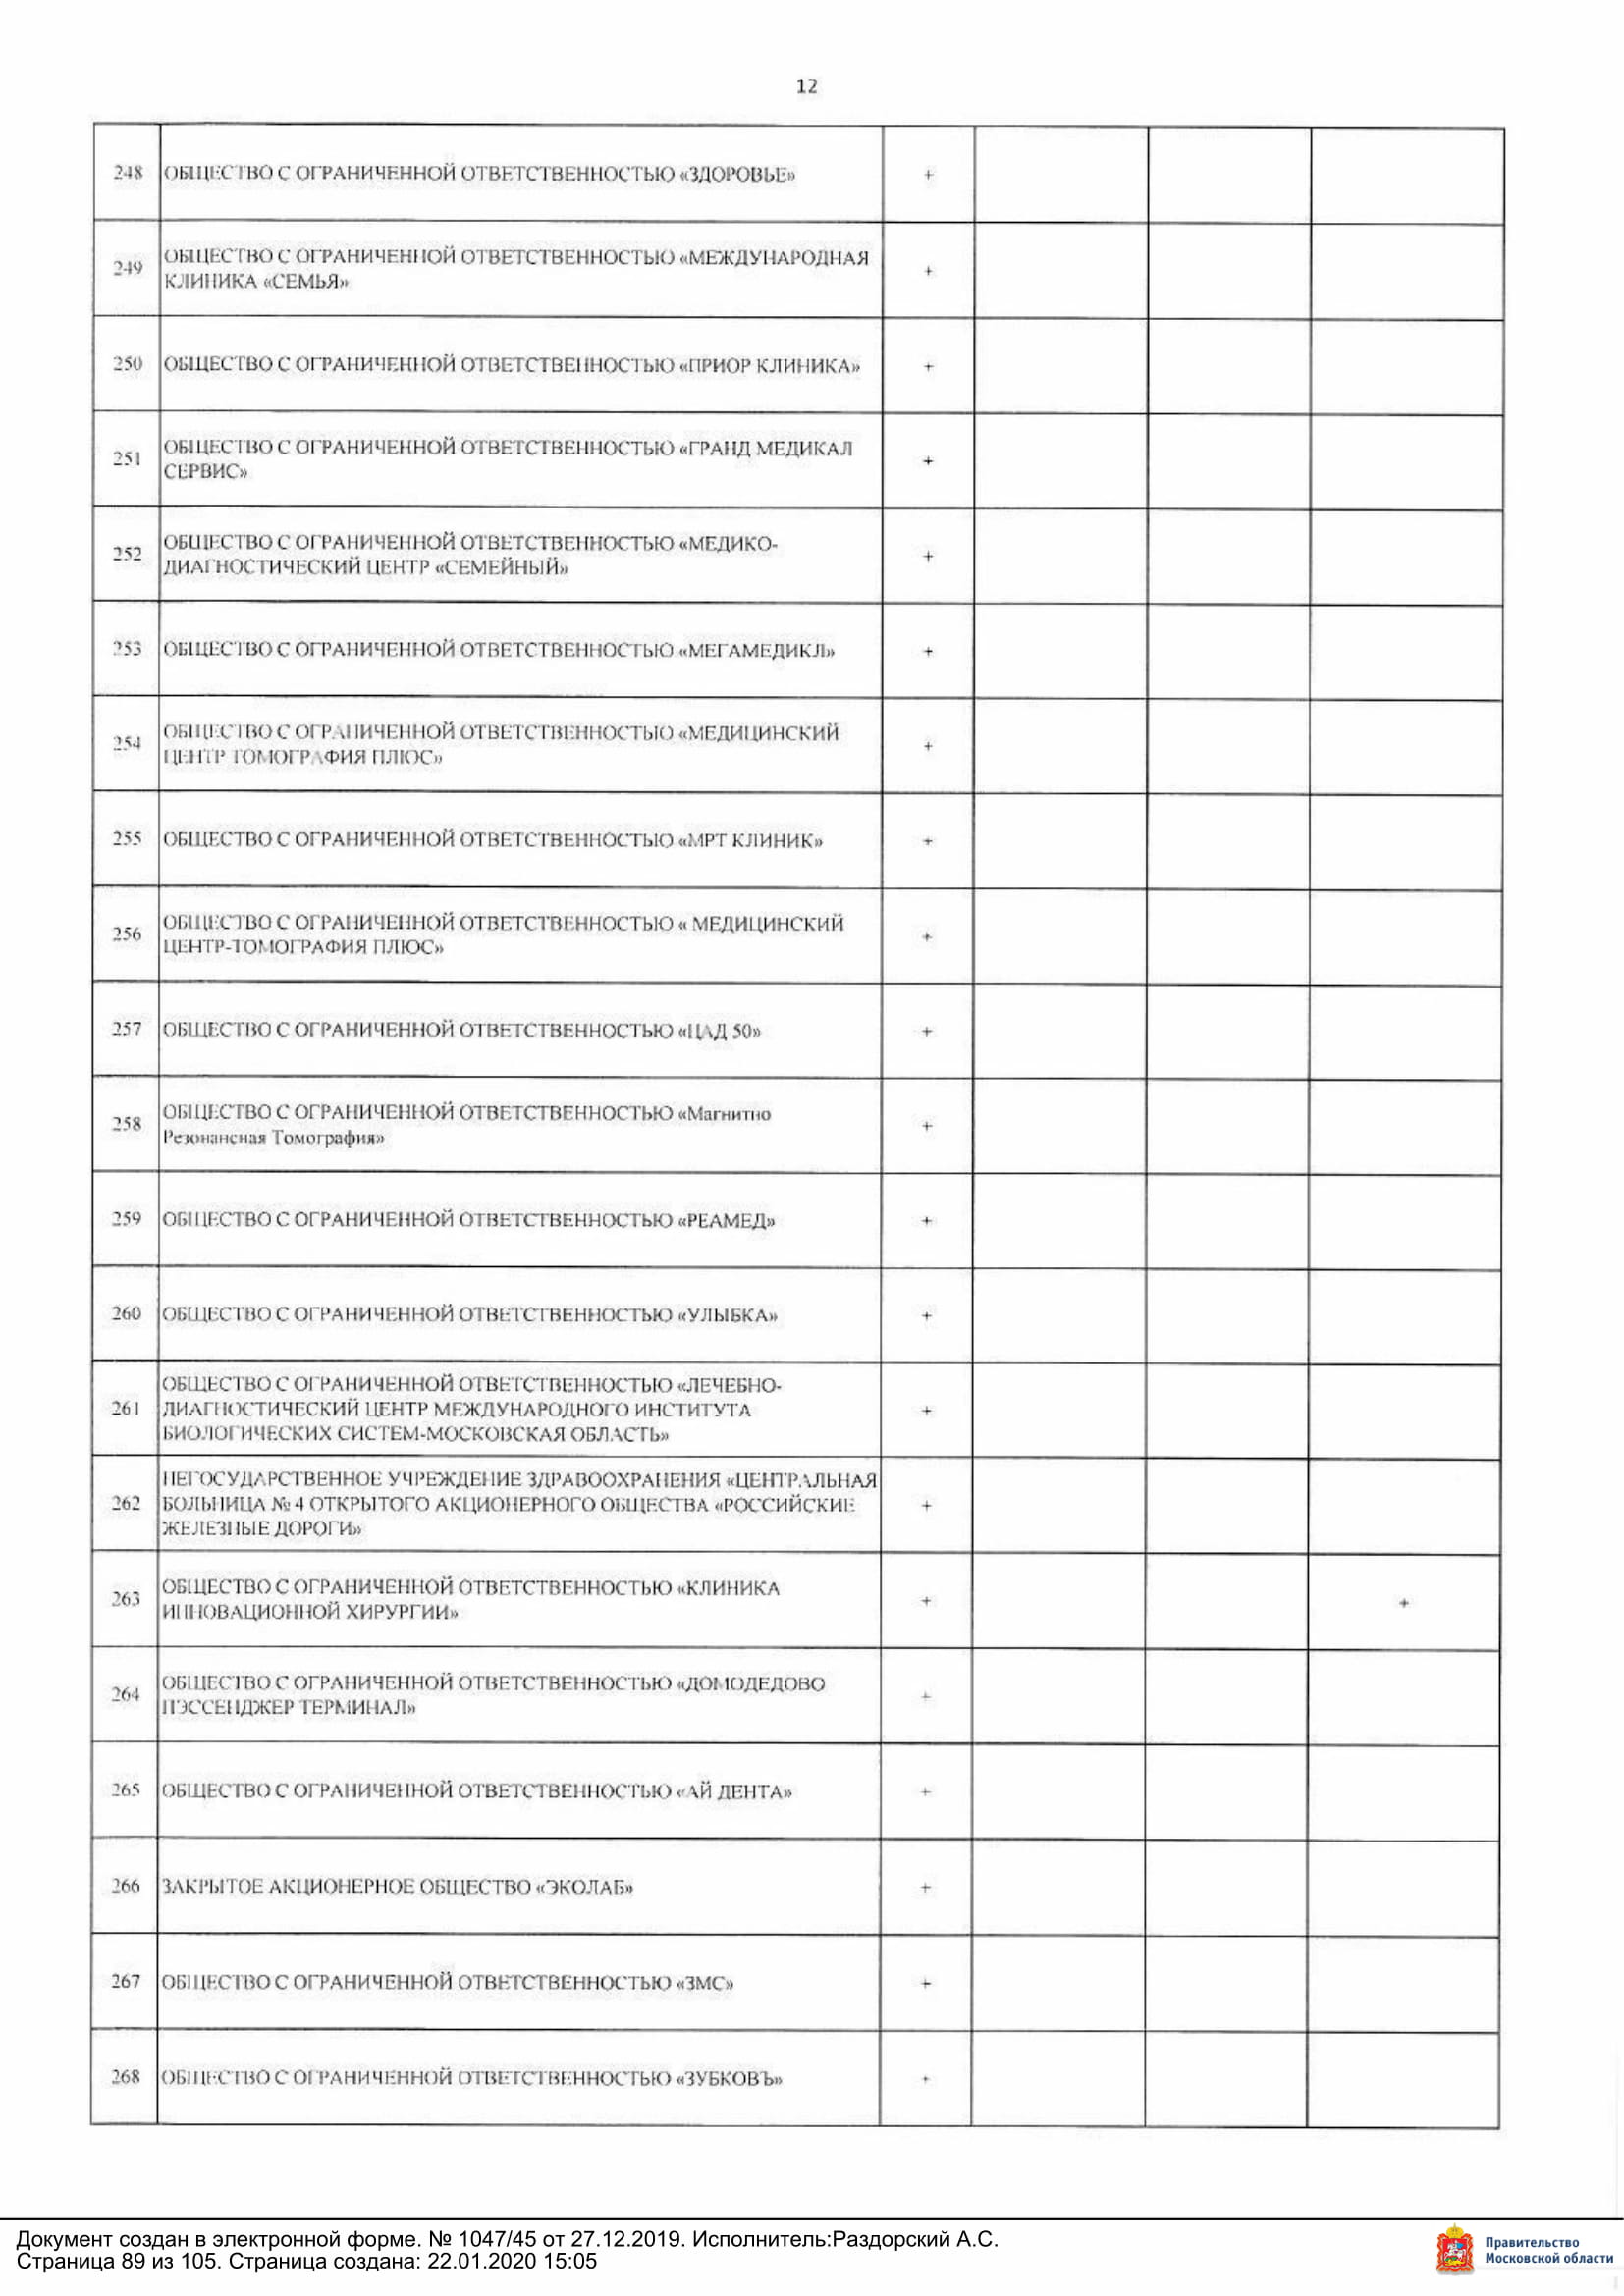 12
248 ОБЩЕСТВО С ОГРАНИЧЕННОЙ ОТВЕТСТВЕННОСТЬЮ «ЗДОРОВЬЕ» +
249 ОБЩЕСТВО С ОГРАНИЧЕННОЙ ОТВЕТСТВЕННОСТЬЮ «МЕЖДУНАРОДНАЯ
КЛИНИКА «СЕМЬЯ» +
250 ОБЩЕСТВО С ОГРАНИЧЕННОЙ ОТВЕТСТВЕННОСТЬЮ «ПРИОР КЛИНИКА» +
251 ОБЩЕСТВО С ОГРАНИЧЕННОЙ ОТВЕТСТВЕННОСТЬЮ «ГРАНД МЕДИКАЛ
СЕРВИС» +
252 ОБЩЕСТВО С ОГРАНИЧЕННОЙ ОТВЕТСТВЕННОСТЬЮ «МЕДИКО-
ДИАГНОСТИЧЕСКИЙ ЦЕНТР «СЕМЕЙНЫЙ» +
253 ОБЩЕСТВО С ОГРАНИЧЕННОЙ ОТВЕТСТВЕННОСТЬЮ «МЕГАМЕДИКЛ» +
254 ОБЩЕСТВО С ОГРАНИЧЕННОЙ ОТВЕТСТВЕННОСТЬЮ «МЕДИЦИНСКИЙ
ЦЕНТР ТОМОГРАФИЯ ПЛЮС» +
255 ОБЩЕСТВО С ОГРАНИЧЕННОЙ ОТВЕТСТВЕННОСТЬЮ «МРТ КЛИНИК» +
256 ОБЩЕСТВО С ОГРАНИЧЕННОЙ ОТВЕТСТВЕННОСТЬЮ « МЕДИЦИНСКИЙ
ЦЕНТР-ТОМОГРАФИЯ ПЛЮС» +
257 ОБЩЕСТВО С ОГРАНИЧЕННОЙ ОТВЕТСТВЕННОСТЬЮ «ЦАД 50» +
258 ОБЩЕСТВО С ОГРАНИЧЕННОЙ ОТВЕТСТВЕННОСТЬЮ «Магнитно
Резонансная Томография» +
259 ОБЩЕСТВО С ОГРАНИЧЕННОЙ ОТВЕТСТВЕННОСТЬЮ «РЕАМЕД» +
260 ОБЩЕСТВО С ОГРАНИЧЕННОЙ ОТВЕТСТВЕННОСТЬЮ «УЛЫБКА» +
261 ОБЩЕСТВО С ОГРАНИЧЕННОЙ ОТВЕТСТВЕННОСТЬЮ «ЛЕЧЕБНО-
ДИАГНОСТИЧЕСКИЙ ЦЕНТР МЕЖДУНАРОДНОГО ИНСТИТУТА
БИОЛОГИЧЕСКИХ СИСТЕМ-МОСКОВСКАЯ ОБЛАСТЬ» +
262 НЕГОСУДАРСТВЕННОЕ УЧРЕЖДЕНИЕ ЗДРАВООХРАНЕНИЯ «ЦЕНТРАЛЬНАЯ
БОЛЬНИЦА № 4 ОТКРЫТОГО АКЦИОНЕРНОГО ОБЩЕСТВА «РОССИЙСКИЕ
ЖЕЛЕЗНЫЕ ДОРОГИ» +
263 ОБЩЕСТВО С ОГРАНИЧЕННОЙ ОТВЕТСТВЕННОСТЬЮ «КЛИНИКА
ИННОВАЦИОННОЙ ХИРУРГИИ» + +
264 ОБЩЕСТВО С ОГРАНИЧЕННОЙ ОТВЕТСТВЕННОСТЬЮ «ДОМОДЕДОВО
ПЭССЕНДЖЕР ТЕРМИНАЛ» +
265 ОБЩЕСТВО С ОГРАНИЧЕННОЙ ОТВЕТСТВЕННОСТЬЮ «АЙ ДЕНТА» +
266 ЗАКРЫТОЕ АКЦИОНЕРНОЕ ОБЩЕСТВО «ЭКОЛАБ» +
267 ОБЩЕСТВО С ОГРАНИЧЕННОЙ ОТВЕТСТВЕННОСТЬЮ «ЗМС» +
268 ОБЩЕСТВО С ОГРАНИЧЕННОЙ ОТВЕТСТВЕННОСТЬЮ «ЗУБКОВЪ» +
Документ создан в электронной форме. № 1047/45 от 27.12.2019. Исполнитель:Раздорский А.С.
Страница 89 из 105. Страница создана: 22.01.2020 15:05
Правительство
Московской области